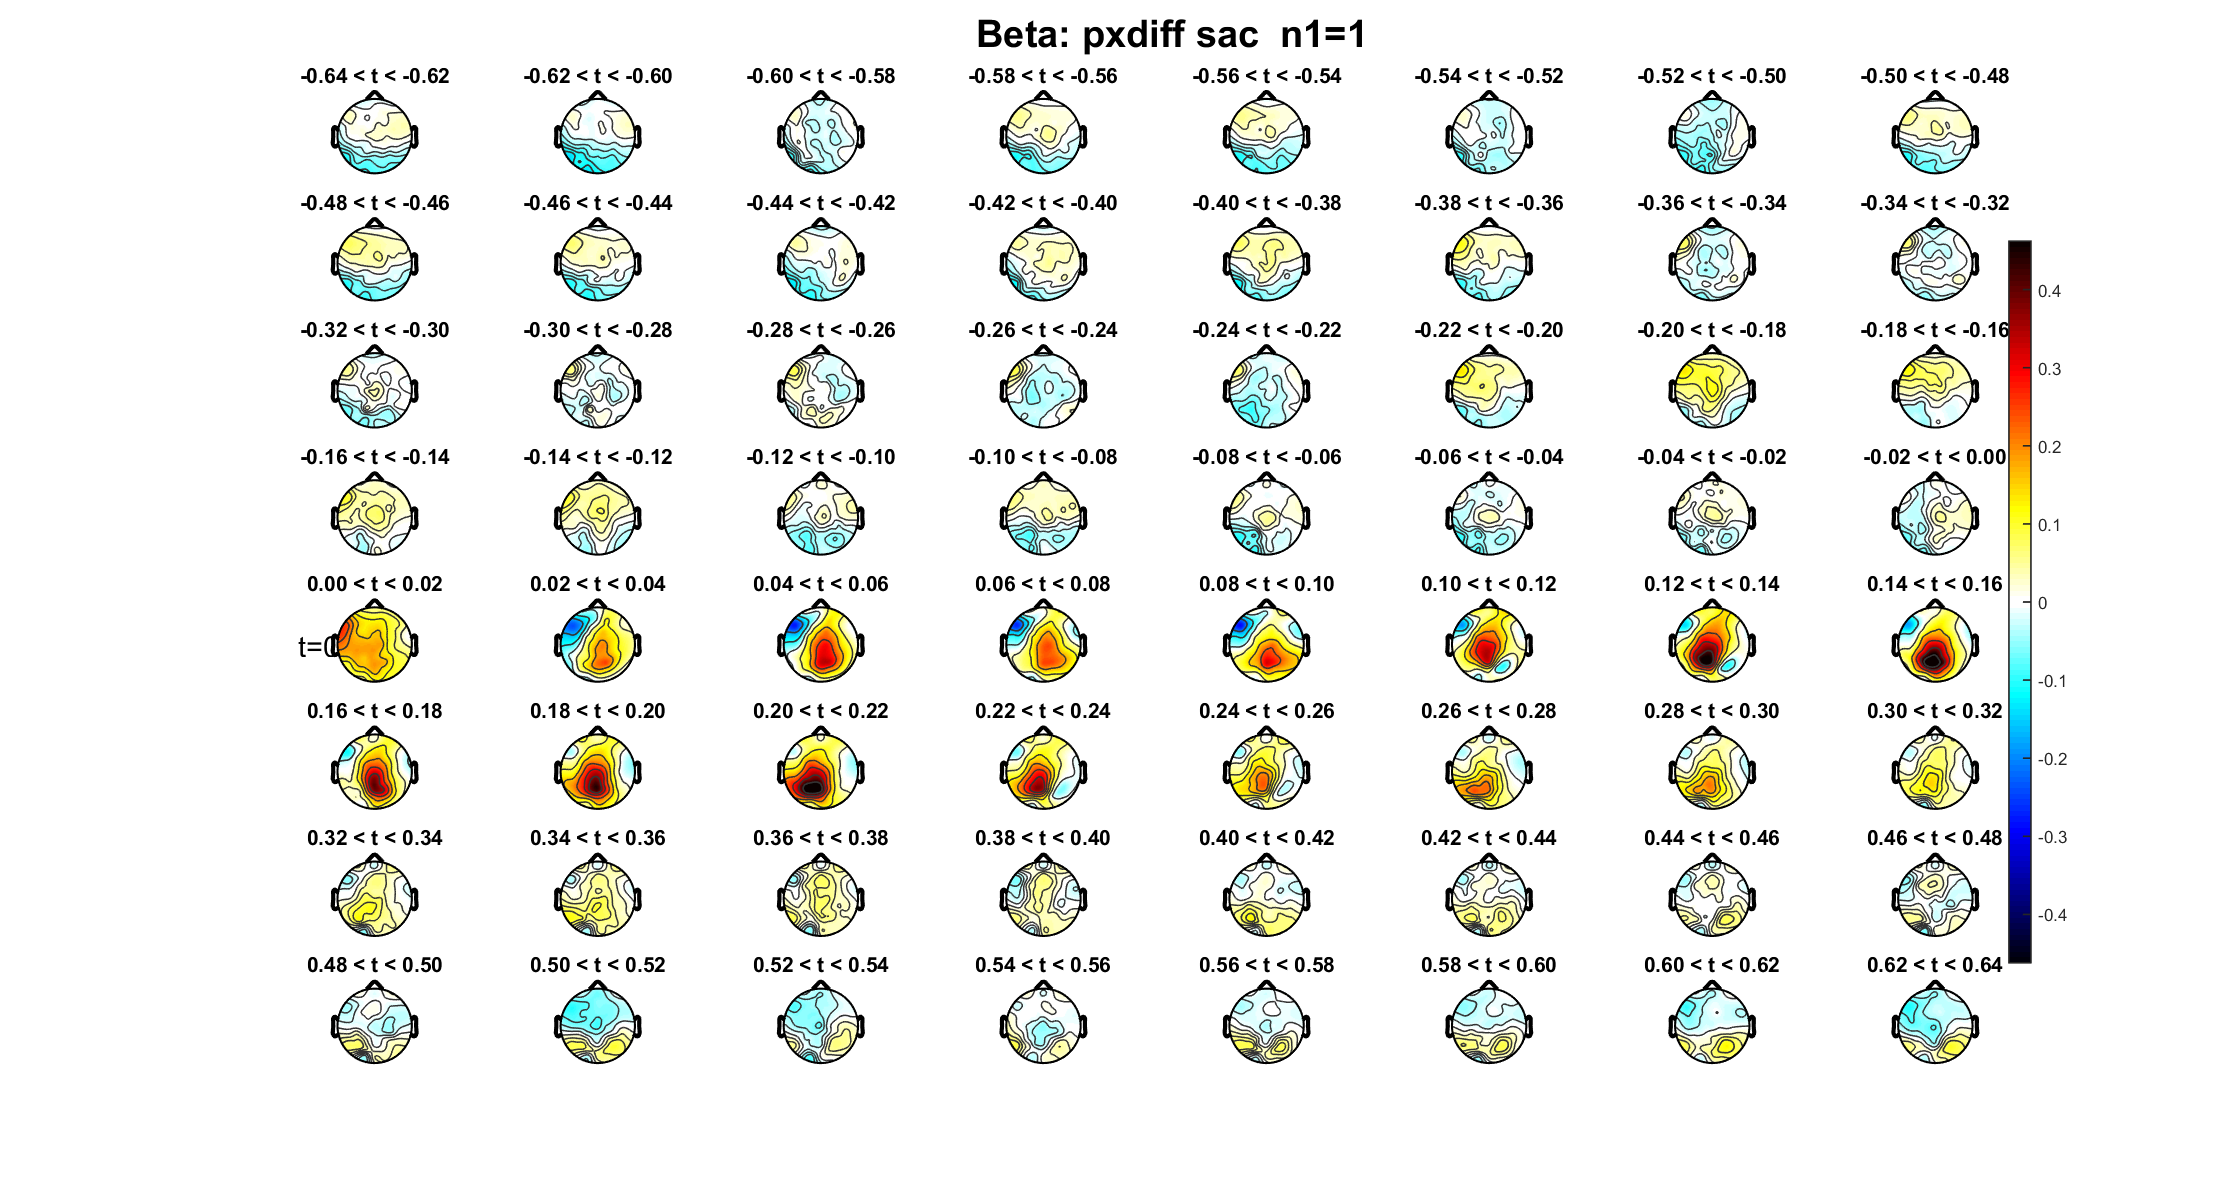 Beta: pxdiff sac  n1=1
-0.64 < t < -0.62 -0.62 < t < -0.60 -0.60 < t < -0.58 -0.58 < t < -0.56 -0.56 < t < -0.54 -0.54 < t < -0.52 -0.52 < t < -0.50 -0.50 < t < -0.48
-0.48 < t < -0.46 -0.46 < t < -0.44 -0.44 < t < -0.42 -0.42 < t < -0.40 -0.40 < t < -0.38 -0.38 < t < -0.36 -0.36 < t < -0.34 -0.34 < t < -0.32
-0.32 < t < -0.30 -0.30 < t < -0.28 -0.28 < t < -0.26 -0.26 < t < -0.24 -0.24 < t < -0.22 -0.22 < t < -0.20 -0.20 < t < -0.18 -0.18 < t < -0.16
-0.16 < t < -0.14 -0.14 < t < -0.12 -0.12 < t < -0.10 -0.10 < t < -0.08 -0.08 < t < -0.06 -0.06 < t < -0.04 -0.04 < t < -0.02 -0.02 < t < 0.00
0.00 < t < 0.02 0.02 < t < 0.04 0.04 < t < 0.06 0.06 < t < 0.08 0.08 < t < 0.10 0.10 < t < 0.12 0.12 < t < 0.14 0.14 < t < 0.16
t=0
0.16 < t < 0.18 0.18 < t < 0.20 0.20 < t < 0.22 0.22 < t < 0.24 0.24 < t < 0.26 0.26 < t < 0.28 0.28 < t < 0.30 0.30 < t < 0.32
0.32 < t < 0.34 0.34 < t < 0.36 0.36 < t < 0.38 0.38 < t < 0.40 0.40 < t < 0.42 0.42 < t < 0.44 0.44 < t < 0.46 0.46 < t < 0.48
0.48 < t < 0.50 0.50 < t < 0.52 0.52 < t < 0.54 0.54 < t < 0.56 0.56 < t < 0.58 0.58 < t < 0.60 0.60 < t < 0.62 0.62 < t < 0.64
0.4
0.3
0.2
0.1
0
-0.1
-0.2
-0.3
-0.4